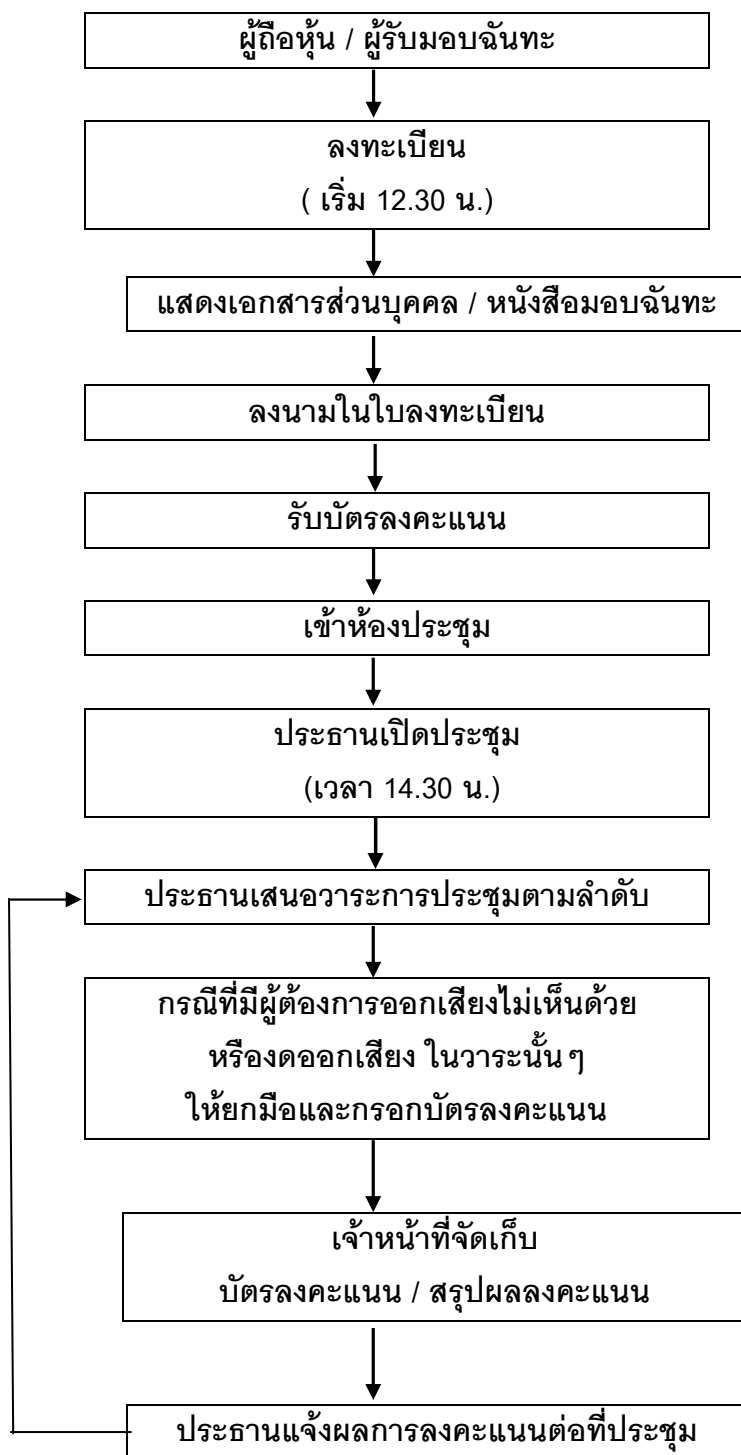 ผู้ถือหุ้น / ผู้รับมอบฉันทะ
ลงทะเบียน
( เริ่ม 12.30 น.)
แสดงเอกสารส่วนบุคคล / หนังสือมอบฉันทะ
ลงนามในใบลงทะเบียน
รับบัตรลงคะแนน
เข้าห้องประชุม
ประธานเปิดประชุม
(เวลา 14.30 น.)
ประธานเสนอวาระการประชุมตามลำดับ
กรณีที่มีผู้ต้องการออกเสียงไม่เห็นด้วย
หรืองดออกเสียง ในวาระนั้นๆ
ให้ยกมือและกรอกบัตรลงคะแนน
เจ้าหน้าที่จัดเก็บ
บัตรลงคะแนน / สรุปผลลงคะแนน
ประธานแจ้งผลการลงคะแนนต่อที่ประชุม